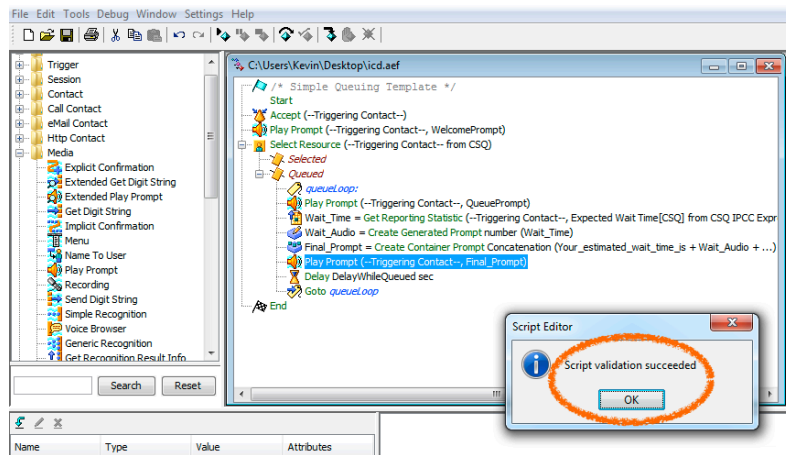 File Edit Tools Debug Window Settings Help
Trigger
Session
Contact
Call Contact
eMail Contact
Http Contact
Media
Explicit Confirmation
Extended Get Digit String
Extended Play Prompt
Get Digit String
Implicit Confirmation
Menu
Name To User
Play Prompt
Recording
Send Digit String
Simple Recognition
Voice Browser
Generic Recognition
Get Recognition Result Info
Search Reset
Name Type Value Attributes
C:\Users\Kevin\Desktop\icd.aef
/* Simple Queuing Template */
Start
Accept (--Triggering Contact--)
Play Prompt (--Triggering Contact--, WelcomePrompt)
Select Resource (--Triggering Contact-- from CSQ)
Selected
Queued
queueLoop:
Play Prompt (--Triggering Contact--, QueuePrompt)
Wait_Time = Get Reporting Statistic (--Triggering Contact--, Expected Wait Time[CSQ] from CSQ IPCC Expr
Wait_Audio = Create Generated Prompt number (Wait_Time)
Final_Prompt = Create Container Prompt Concatenation (Your_estimated_wait_time_is + Wait_Audio + ...)
Play Prompt (--Triggering Contact--, Final_Prompt)
Delay DelayWhileQueued sec
Goto queueLoop
End
Script Editor
Script validation succeeded
OK